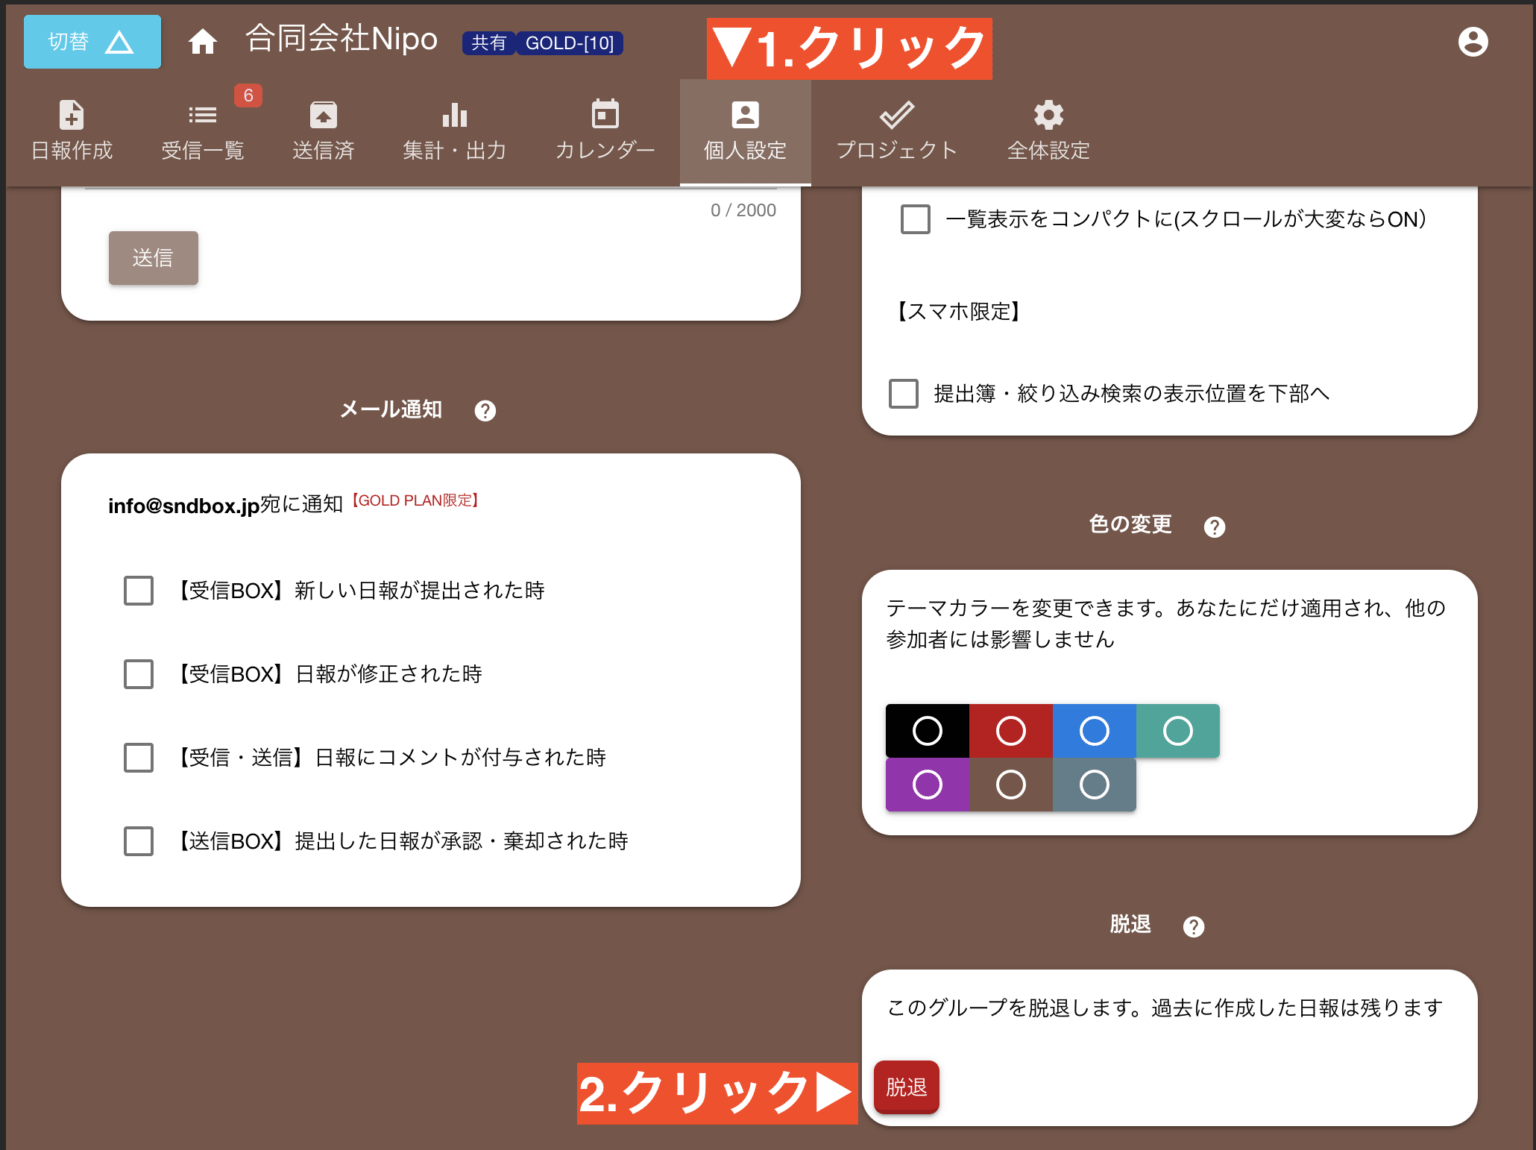 切替
合同会社Nipo
共有
GOLD-[10]
▼1.クリック
日報作成
6
受信一覧
送信済
集計・出力
カレンダー
個人設定
プロジェクト
全体設定
0 / 2000
送信
メール通知
info@sndbox.jp宛に通知【GOLD PLAN限定】
【受信BOX】新しい日報が提出された時
【受信BOX】日報が修正された時
【受信・送信】日報にコメントが付与された時
【送信BOX】提出した日報が承認・棄却された時
一覧表示をコンパクトに(スクロールが大変ならON）
【スマホ限定】
提出簿・絞り込み検索の表示位置を下部へ
色の変更
テーマカラーを変更できます。あなたにだけ適用され、他の
参加者には影響しません
脱退
このグループを脱退します。過去に作成した日報は残ります
2.クリック▶
脱退